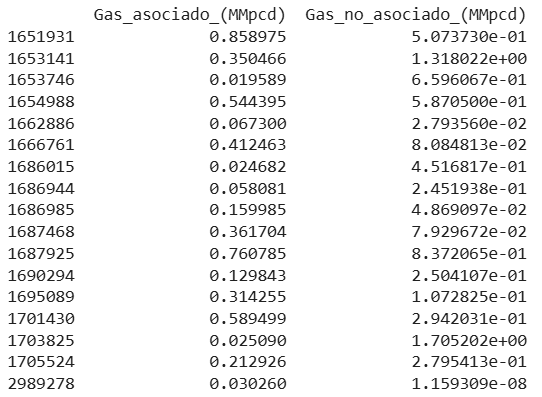 Gas_asociado_(MMpcd) Gas_no_asociado_(MMpcd)
1651931 0.858975 5.073730e-01
1653141 0.350466 1.318022e+00
1653746 0.019589 6.596067e-01
1654988 0.544395 5.870500e-01
1662886 0.067300 2.793560e-02
1666761 0.412463 8.084813e-02
1686015 0.024682 4.516817e-01
1686944 0.058081 2.451938e-01
1686985 0.159985 4.869097e-02
1687468 0.361704 7.929672e-02
1687925 0.760785 8.372065e-01
1690294 0.129843 2.504107e-01
1695089 0.314255 1.072825e-01
1701430 0.589499 2.942031e-01
1703825 0.025090 1.705202e+00
1705524 0.212926 2.795413e-01
2989278 0.030260 1.159309e-08